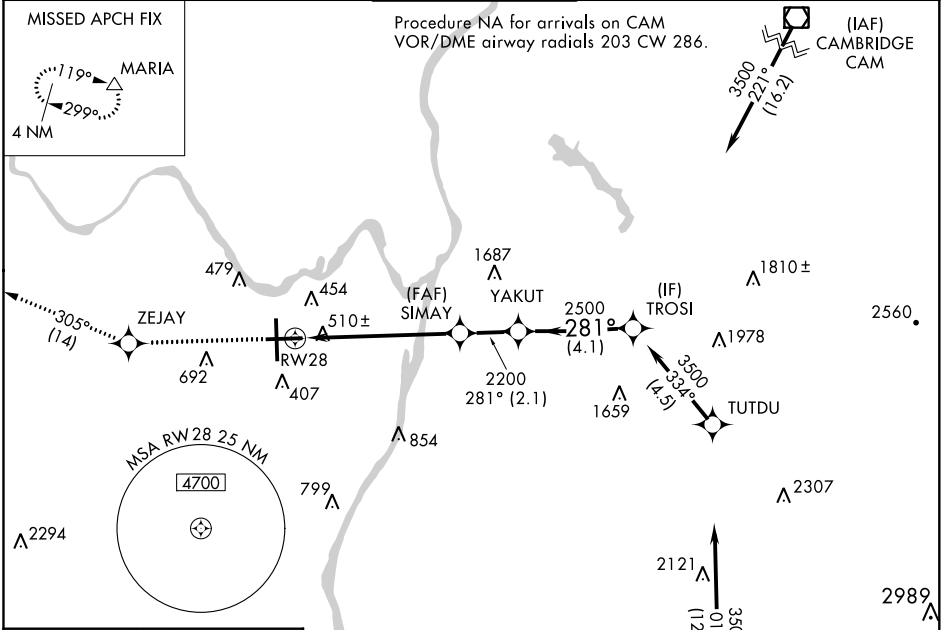 MISSED APCH FIX
119°
MARIA
299°
4 NM
Procedure NA for arrivals on CAM
VOR/DME airway radials 203 CW 286.
(IAF)
CAMBRIDGE
CAM
3500
221°
(16.2)
1687
479
454
(FAF)
SIMAY
YAKUT
2500
281°
(4.1)
(IF)
TROSI
1810±
2560
305°
(14)
ZEJAY
510±
RW28
692
407
2200
281° (2.1)
1978
1659
3500
334°
(4.5)
TUTDU
854
MSA RW 28 25 NM
4700
799
2307
2294
2121
2989